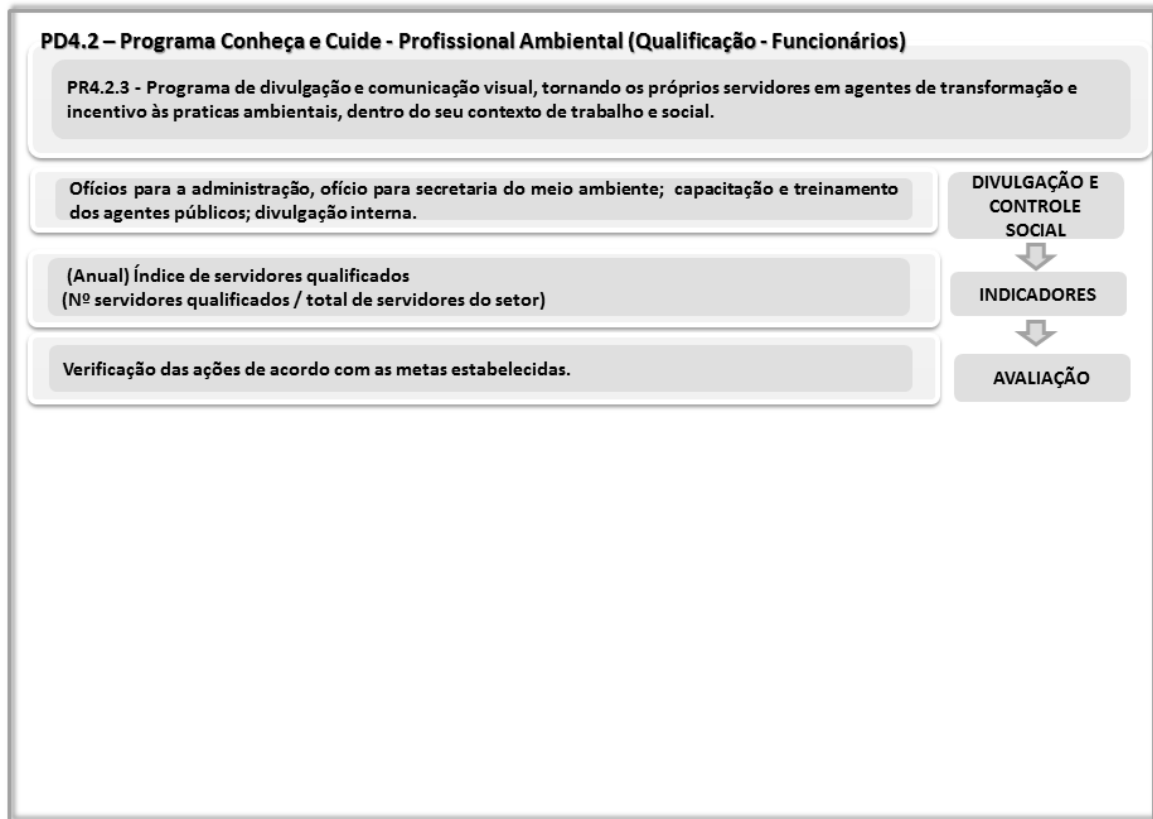 PD4.2 – Programa Conheça e Cuide - Profissional Ambiental (Qualificação - Funcionários)
PR4.2.3 - Programa de divulgação e comunicação visual, tornando os próprios servidores em agentes de transformação e
incentivo às praticas ambientais, dentro do seu contexto de trabalho e social.
Ofícios para a administração, ofício para secretaria do meio ambiente; capacitação e treinamento
dos agentes públicos; divulgação interna.
DIVULGAÇÃO E
CONTROLE
SOCIAL
(Anual) Índice de servidores qualificados
(Nº servidores qualificados / total de servidores do setor)
INDICADORES
Verificação das ações de acordo com as metas estabelecidas.
AVALIAÇÃO